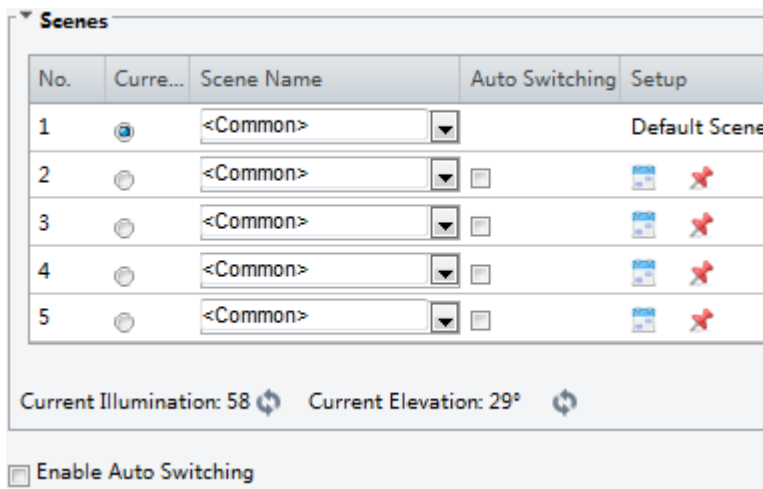 Scenes
No. Curre... Scene Name Auto Switching Setup
1 <Common> Default Scene
2 <Common>
3 <Common>
4 <Common>
5 <Common>
Current Illumination: 58 Current Elevation: 29°
Enable Auto Switching